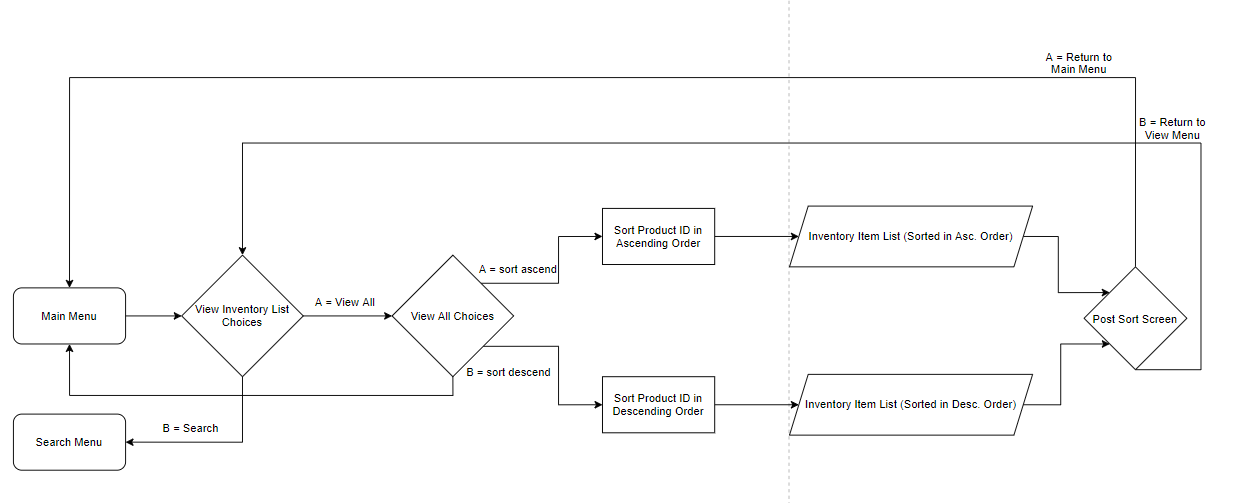 A = Return to
Main Menu
B = Return to
View Menu
Sort Product ID in
Ascending Order
Inventory Item List (Sorted in Asc. Order)
A = sort ascend
Main Menu
View Inventory List
Choices
A = View All
View All Choices
Post Sort Screen
B = sort descend
Sort Product ID in
Descending Order
Inventory Item List (Sorted in Desc. Order)
Search Menu
B = Search